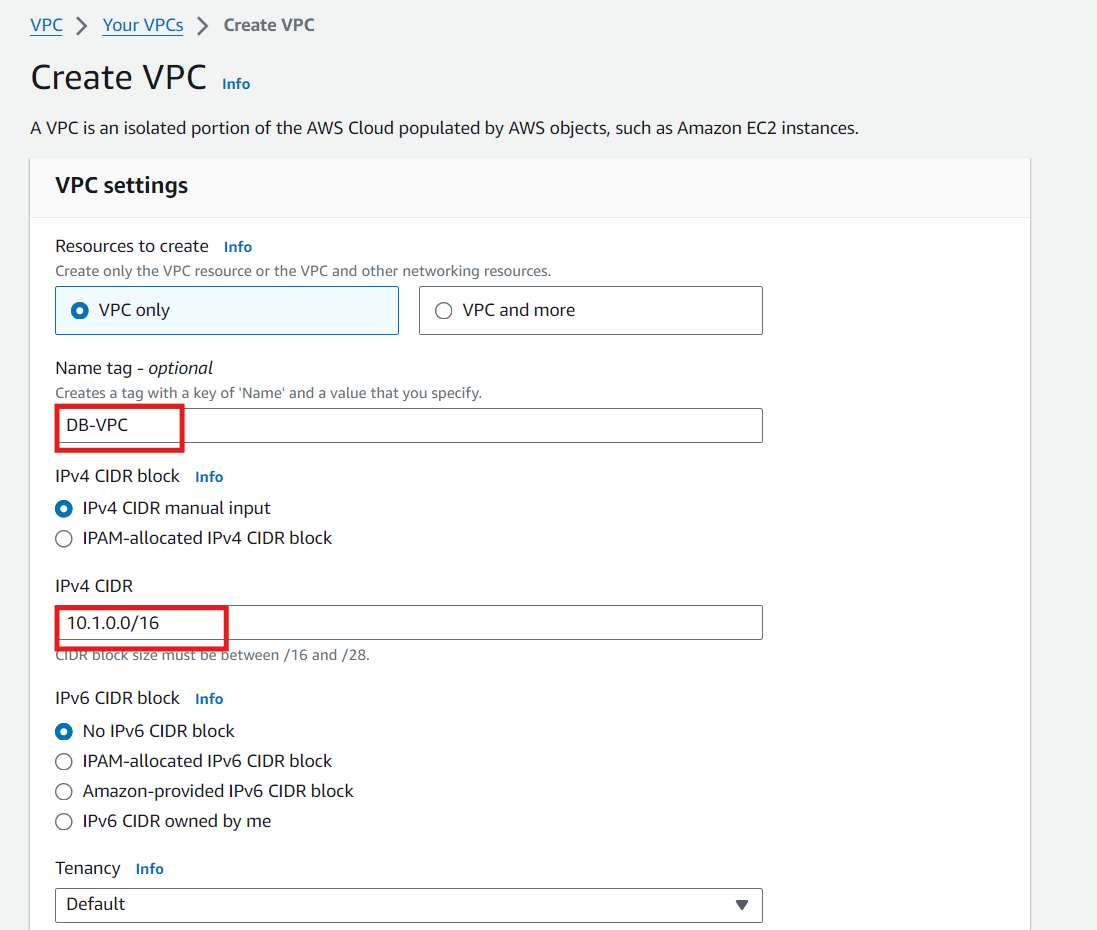 VPC > Your VPCs > Create VPC
Create VPC Info
A VPC is an isolated portion of the AWS Cloud populated by AWS objects, such as Amazon EC2 instances.
VPC settings
Resources to create Info
Create only the VPC resource or the VPC and other networking resources.
VPC only VPC and more
Name tag - optional
Creates a tag with a key of 'Name' and a value that you specify.
DB-VPC
IPv4 CIDR block Info
IPv4 CIDR manual input
IPAM-allocated IPv4 CIDR block
IPv4 CIDR
10.1.0.0/16
CIDR block size must be between /16 and /28.
IPv6 CIDR block Info
No IPv6 CIDR block
IPAM-allocated IPv6 CIDR block
Amazon-provided IPv6 CIDR block
IPv6 CIDR owned by me
Tenancy Info
Default